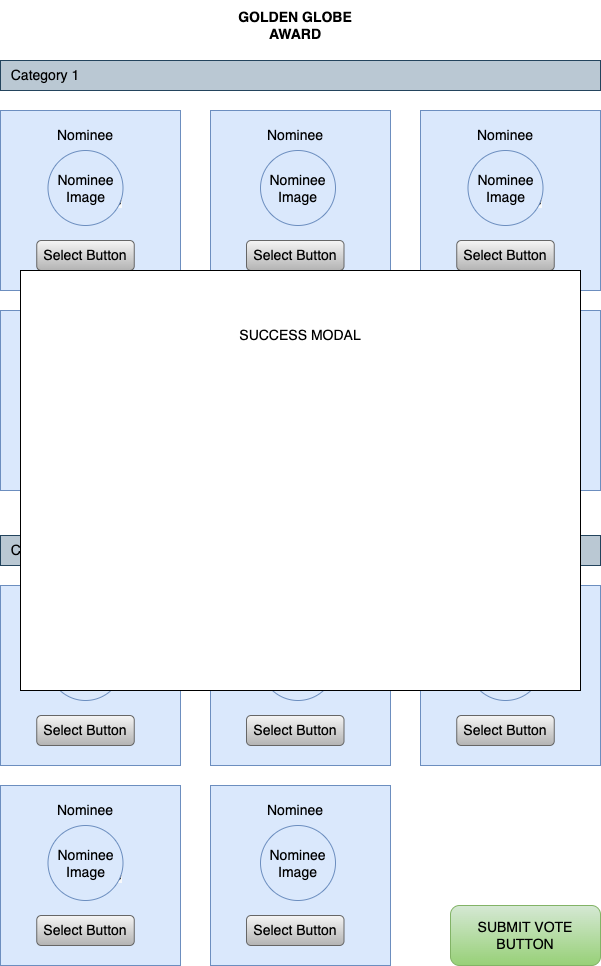 GOLDEN GLOBE
AWARD
Category 1
Nominee
Nominee
Image
Select Button
Nominee
Nominee
Image
Select Button
Nominee
Nominee
Image
Select Button
SUCCESS MODAL
C
Select Button
Select Button
Select Button
Nominee
Nominee
Image
Select Button
Nominee
Nominee
Image
Select Button
SUBMIT VOTE
BUTTON